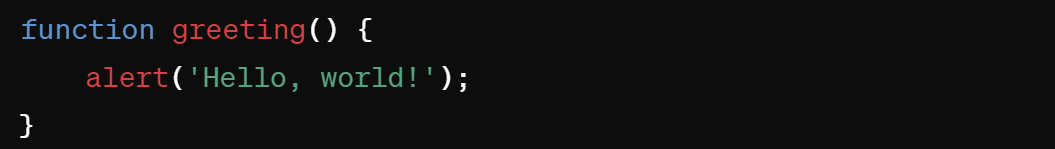 function greeting() {
    alert('Hello, world!');
}